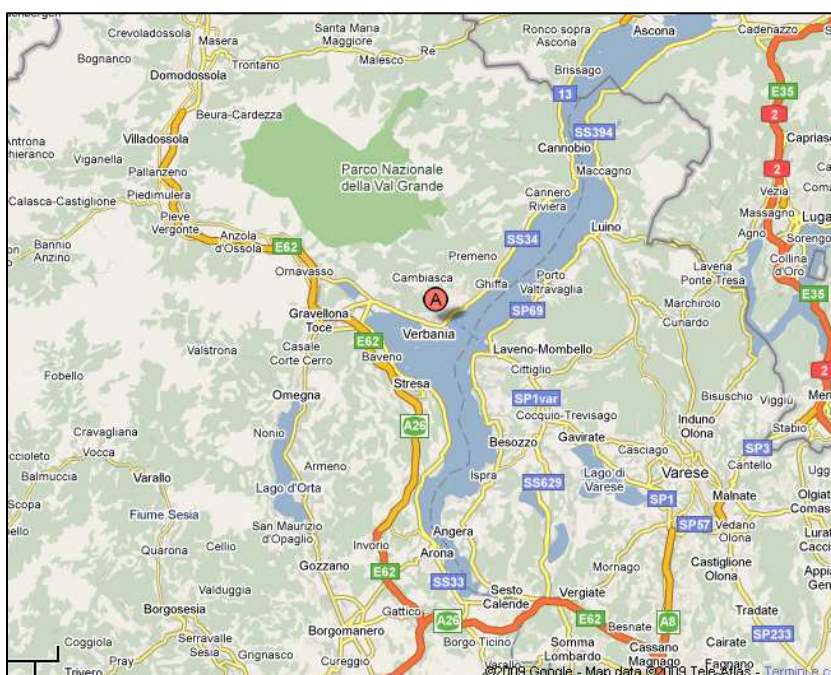 Crevoladossola
Masera
Santa Maria
Maggiore
Re
Ronco sopra
Ascona
Ascona
Cadenazzo
Bognanco
Trontano
Malesco
Domodossola
Brissago
E35
13
2
Beura-Cardezza
SS394
Antrona
Villadossola
Cannobio
Viganella
Pallanzeno
Parco Nazionale
della Val Grande
Maccagno
2
Calasca-Castiglione
Piedimulera
Cannero
Riviera
Vezia
Massagno
Pieve
Vergonte
Anzola
d'Ossola
SS34
Luino
Agno
Sorengo
Bannio
Anzino
E62
Premeno
Collina
d'Oro
Ornavasso
Cambiasca
Ghiffa
Porto
Valtravaglia
Lavena
Ponte Tresa
E35
A
Gravellona
Toce
Verbania
SP69
Marchirolo
Cunardo
Valstrona
Casale
Corte Cerro
E62
Baveno
Laveno-Mombello
2
Fobello
Stresa
Cittiglio
Omegna
SP1var
Bisuschio
Viggiù
A26
Cocquio-Trevisago
Induno
Olona
Stabio
Cravagliana
Nonio
Besozzo
Gavirate
Casciago
SP3
Vocca
Varallo
Armeno
Ispra
Lago di
Varese
Varese
Cantello
Balmuccia
Lago d'Orta
SS629
SP1
Malnate
Scopa
Fiume Sesia
San Maurizio
d'Opaglio
Angera
SP57
Vedano
Olona
Quarona
Cellio
Invorio
Arona
Mornago
Castiglione
Olona
Gozzano
E62
Valduggia
SS33
Sesto
Calende
Vergiate
Borgosesia
Gattico
E62
A8
Tradate
Borgomanero
A26
Besnate
Coggiola
Serravalle
Sesia
Borgo Ticino
Somma
Lombardo
Cassano
Magnago
Cairate
SP233
Pray
Grignasco
Cureggio
Trivero
Fagnano
©2009 Google - Map data ©2009 Tele Atlas -